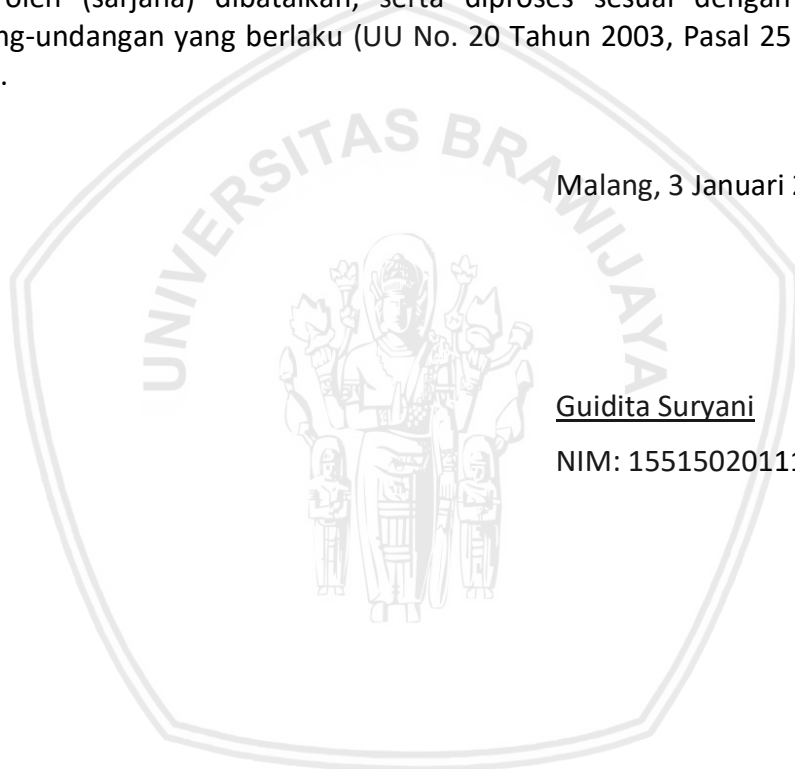 (sarjana) dibatalkan, serta diproses sesuai dengan
ng-undangan yang berlaku (UU No. 20 Tahun 2003, Pasal 25
.
UNIVERSITAS BRAWIJAYA
Malang, 3 Januari
Guidita Suryani
NIM: 15515020111